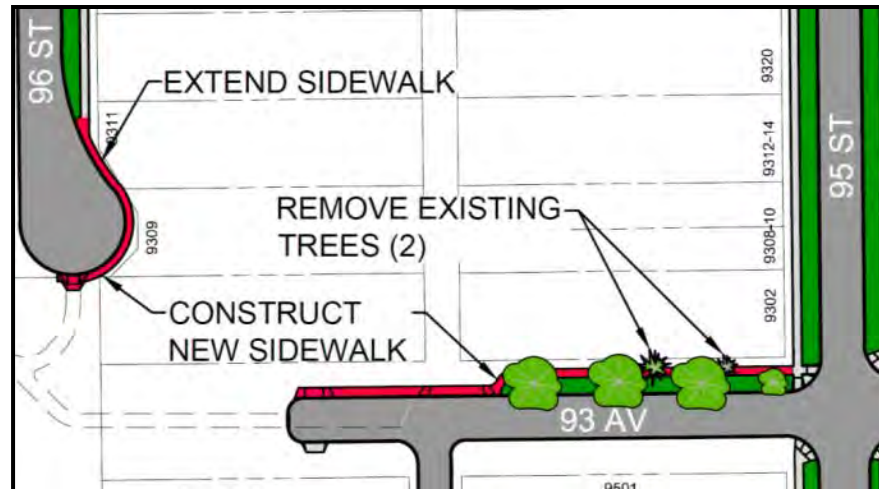 96 ST
EXTEND SIDEWALK
9311
9309
REMOVE EXISTING
TREES (2)
CONSTRUCT
NEW SIDEWALK
9320
9312-14
9308-10
9302
95 ST
93 AV